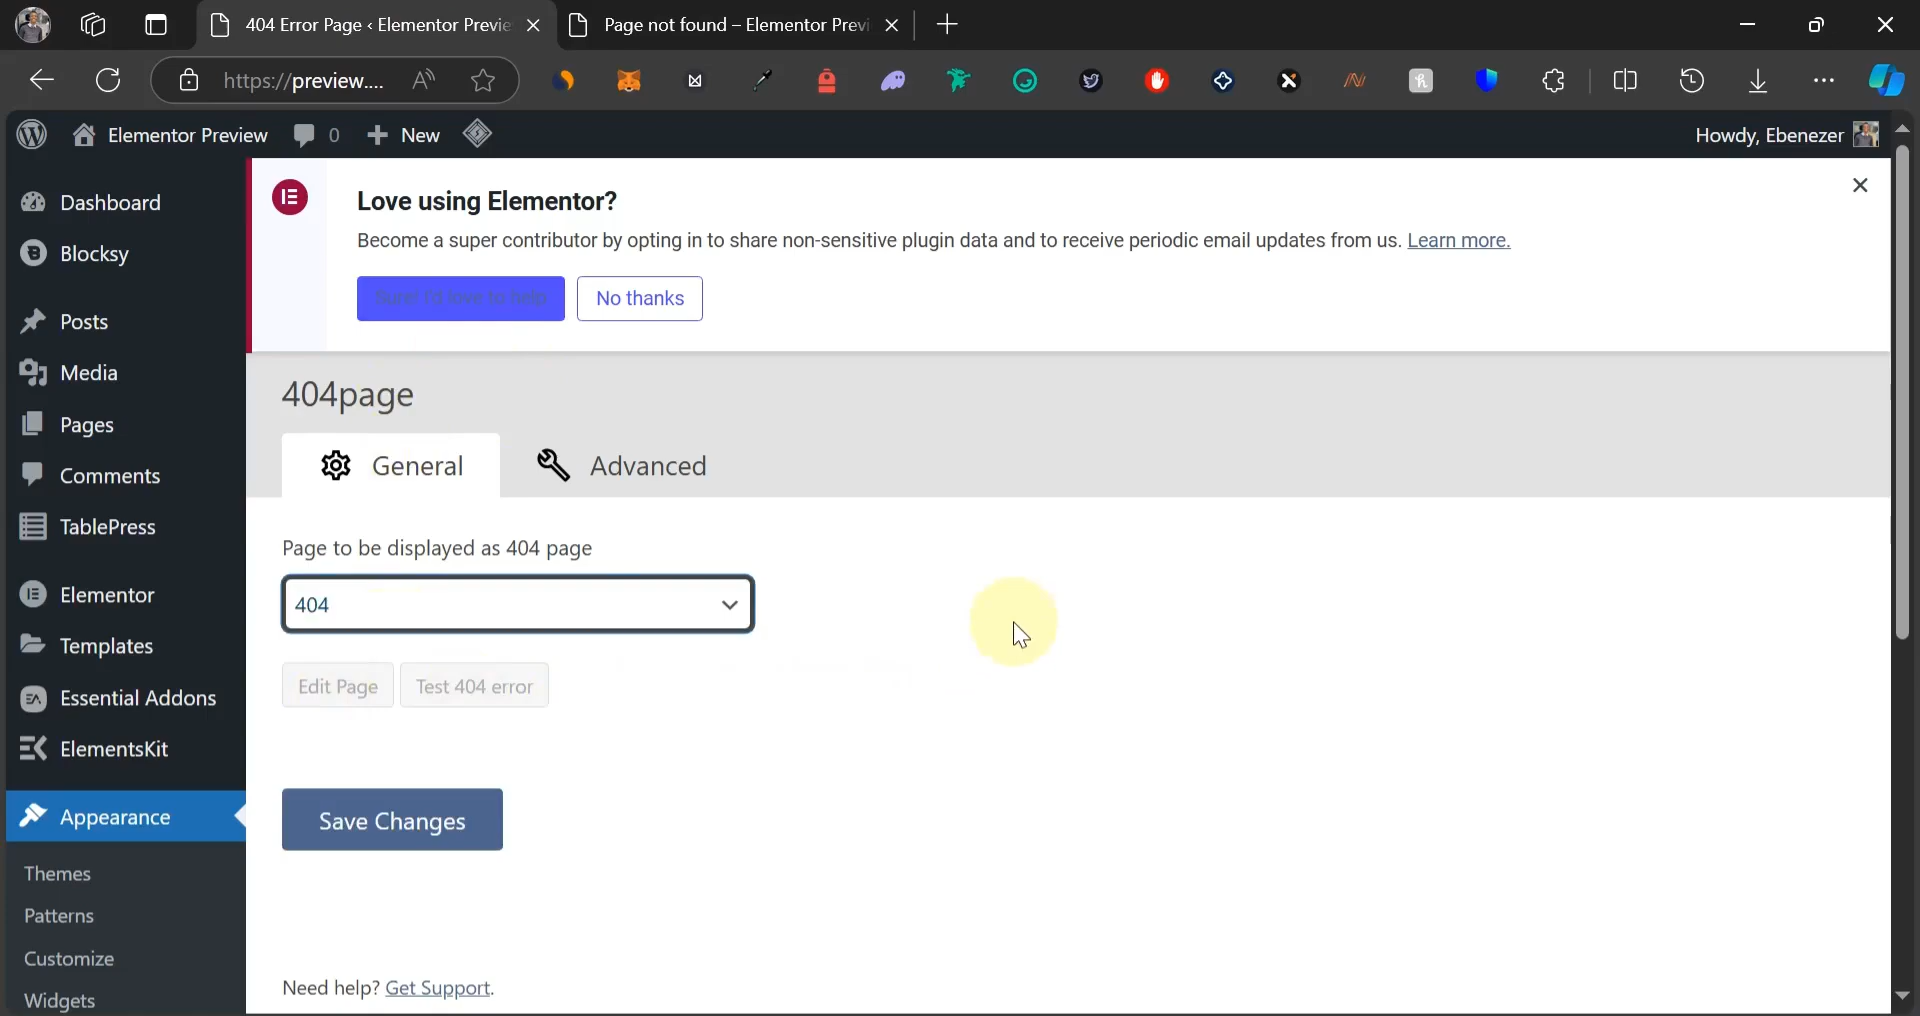 404 Error Page ‹ Elementor Previe
Page not found – Elementor Previ
https://preview....
Elementor Preview
0
New
Howdy, Ebenezer
Dashboard
Blocksy
Posts
Media
Pages
Comments
TablePress
Elementor
Templates
Essential Addons
ElementsKit
Appearance
Themes
Patterns
Customize
Widgets
Love using Elementor?
Become a super contributor by opting in to share non-sensitive plugin data and to receive periodic email updates from us. Learn more.
Sure! I'd love to help
No thanks
404page
General
Advanced
Page to be displayed as 404 page
404
Edit Page
Test 404 error
Save Changes
Need help? Get Support.